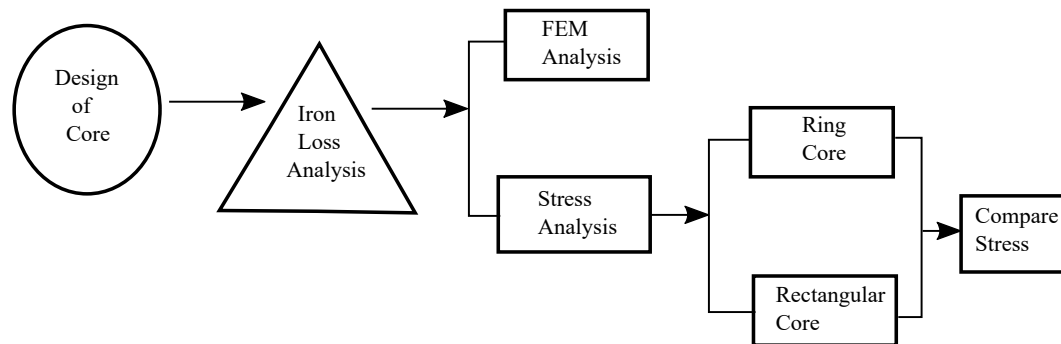 Design
of
Core
Iron
Loss
Analysis
FEM
Analysis
Stress
Analysis
Ring
Core
Rectangular
Core
Compare
Stress